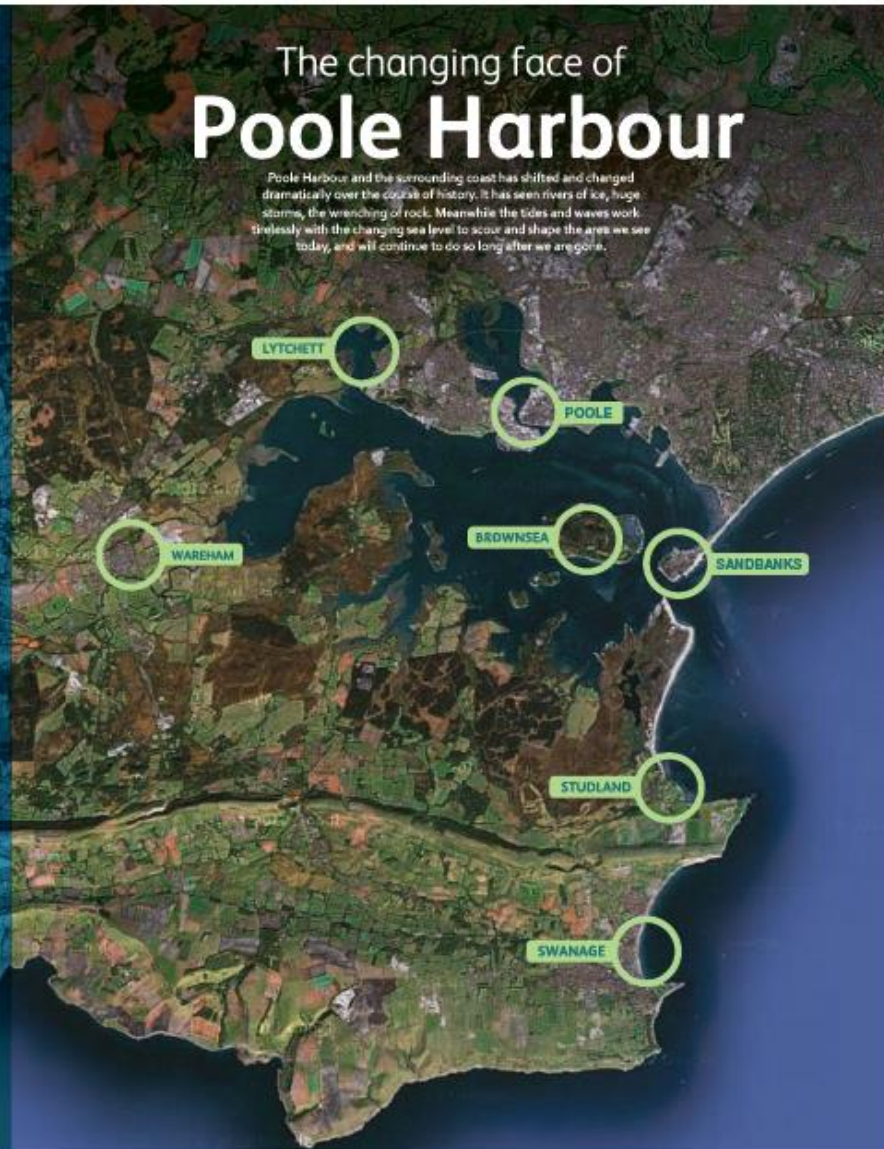 The changing face of
Poole Harbour
Poole Harbour and the surrounding coast has shifted and changed
dramatically over the course of history. It has seen rivers of ice, huge
storms, the wrenching of rock. Meanwhile the tides and waves work
tirelessly with the changing sea level to scour and shape the area we see
today, and will continue to do so long after we are gone.
LYTCHETT
POOLE
BROWNSEA
WAREHAM
SANDBANKS
STUDLAND
SWANAGE